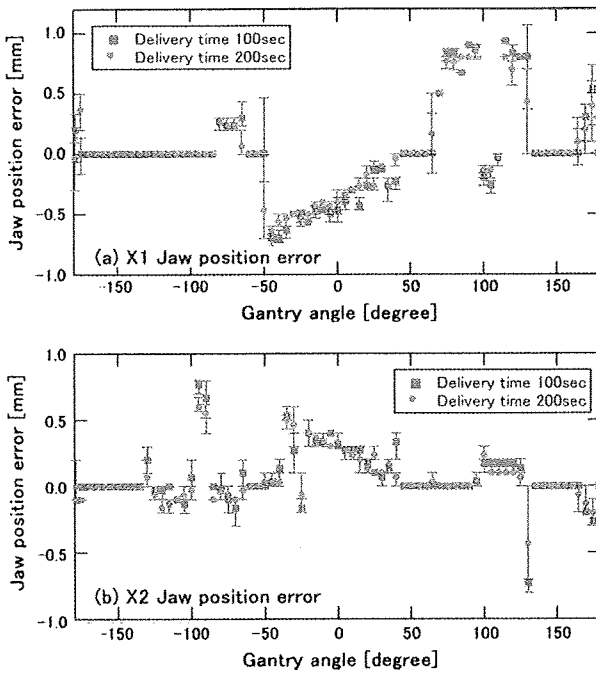 1.0
0.5
0.0
-0.5
-1.0
Jaw position error [mm]
Delivery time 100sec
Delivery time 200sec
(a) X1 Jaw position error
-150
-100
-50
0
50
100
150
Gantry angle [degree]
1.0
0.5
0.0
-0.5
-1.0
Jaw position error [mm]
Delivery time 100sec
Delivery time 200sec
(b) X2 Jaw position error
-150
-100
-50
0
50
100
150
Gantry angle [degree]